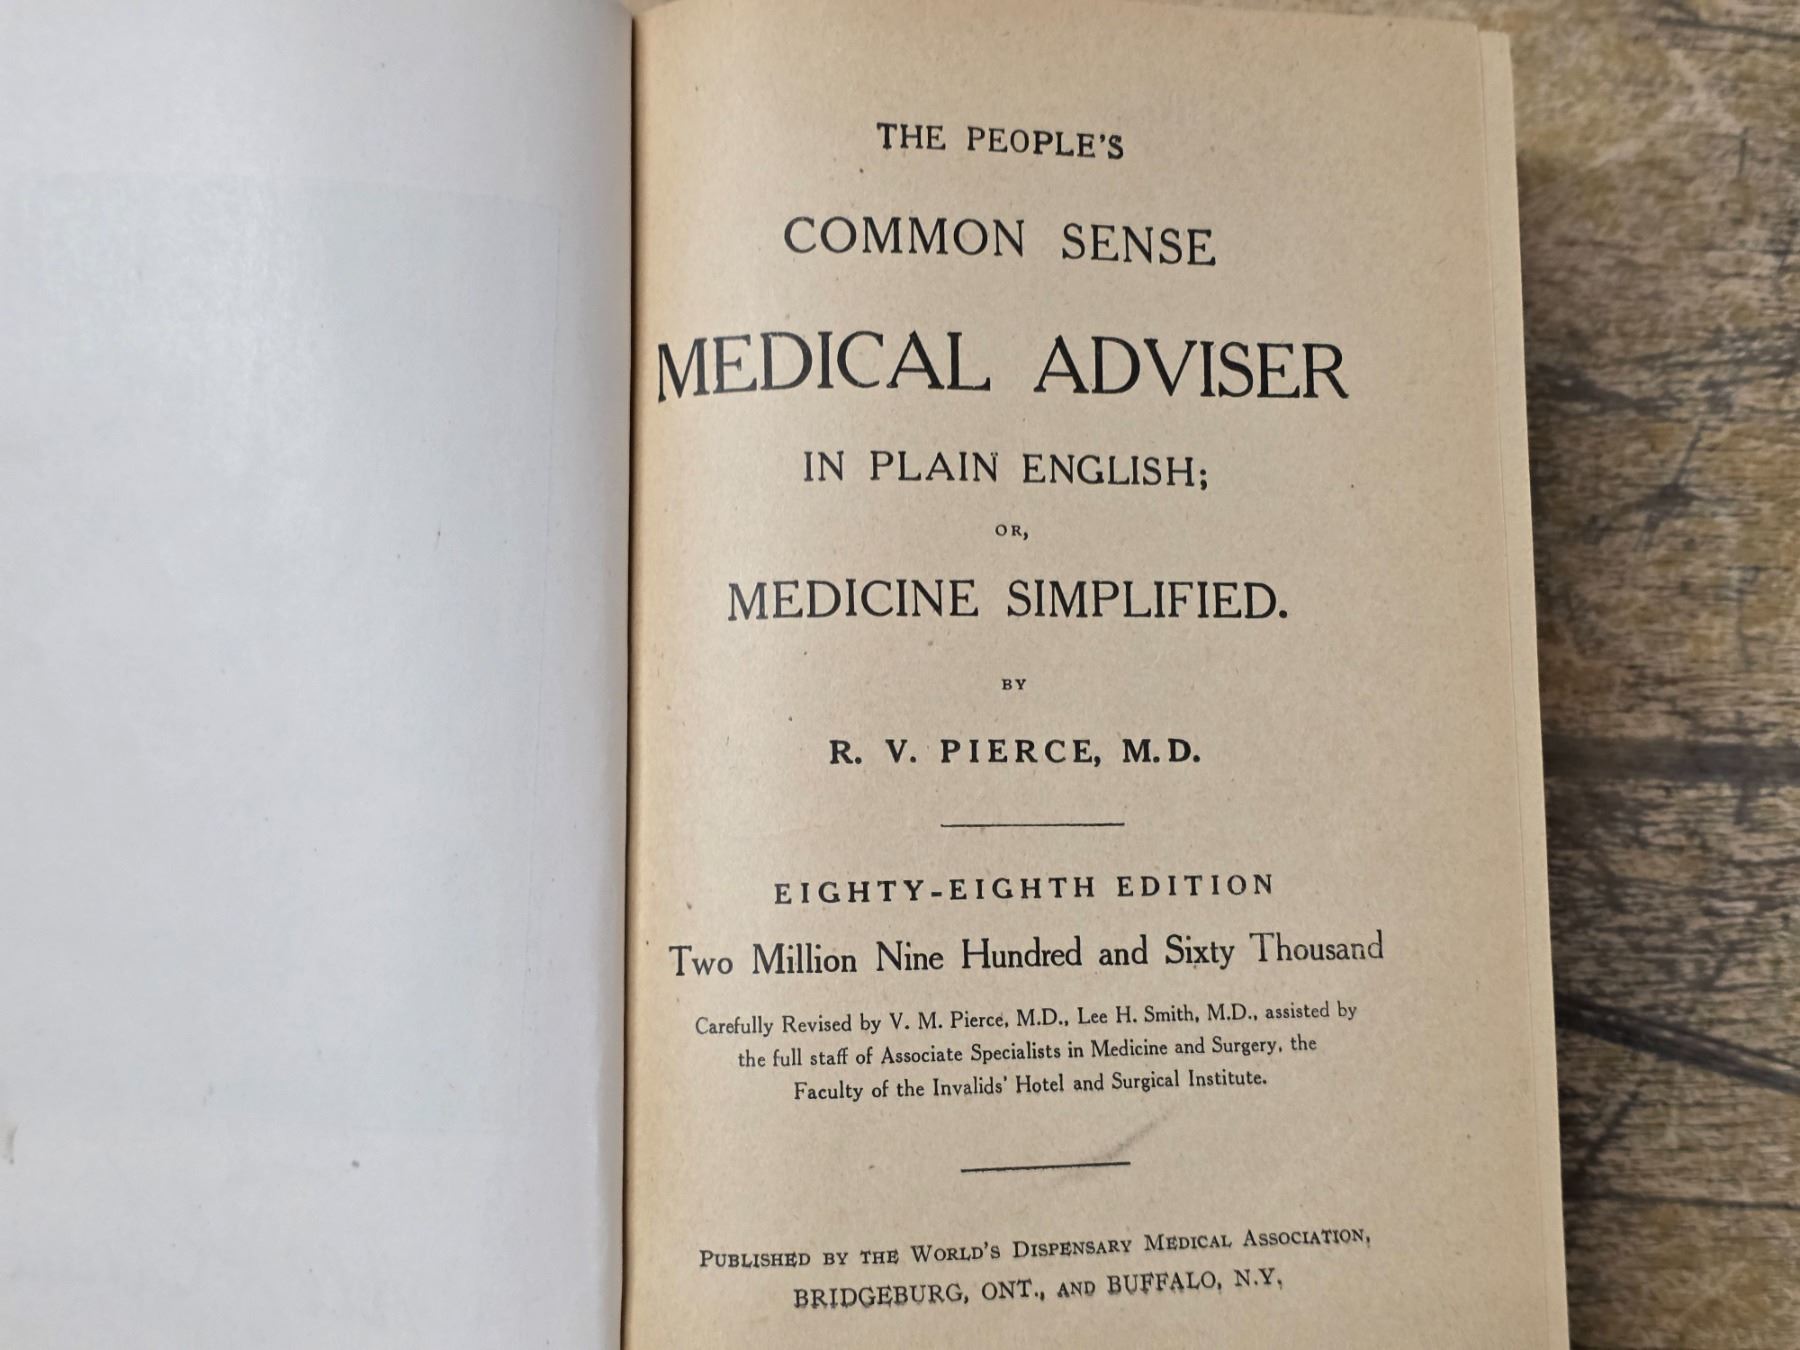 THE PEOPLE'S
COMMON SENSE
MEDICAL ADVISER
IN PLAIN ENGLISH;
OR,
MEDICINE SIMPLIFIED.
BY
R. V. PIERCE, M.D.
EIGHTY-EIGHTH EDITION
Two Million Nine Hundred and Sixty Thousand
Carefully Revised by V. M. Pierce, M.D., Lee H. Smith, M.D., assisted by
the full staff of Associate Specialists in Medicine and Surgery, the
Faculty of the Invalids' Hotel and Surgical Institute.
PUBLISHED BY THE WORLD'S DISPENSARY MEDICAL ASSOCIATION,
BRIDGEBURG, ONT., AND BUFFALO, N.Y.